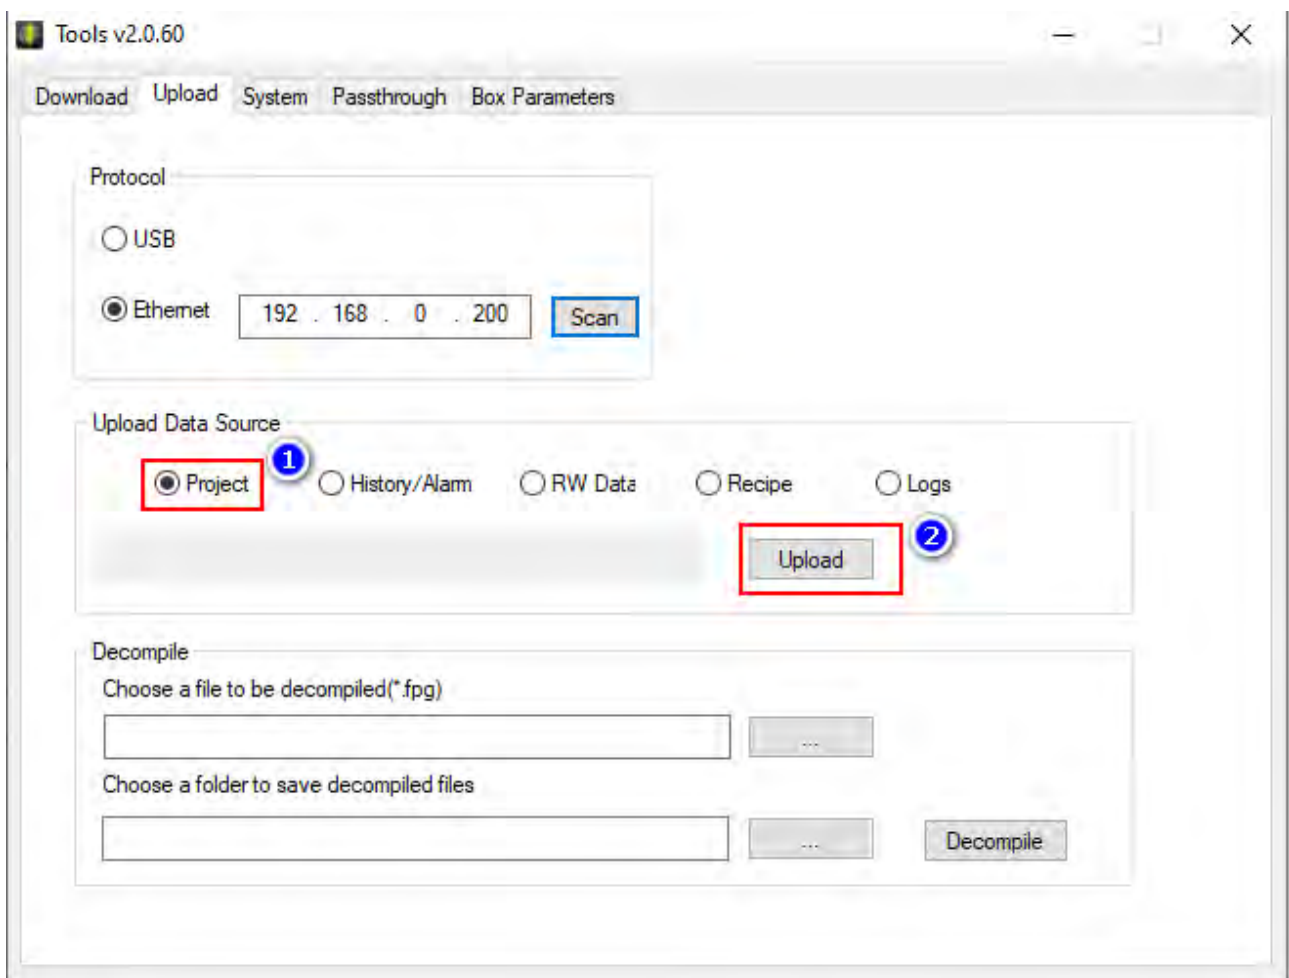 Tools v2.0.60
Download Upload System Passthrough Box Parameters
Protocol
USB
Ethernet 192 . 168 . 0 . 200 Scan
Upload Data Source
1
Project History/Alarm RW Data Recipe Logs
2
Upload
Decompile
Choose a file to be decompiled(*.fpg)
...
Choose a folder to save decompiled files
...
Decompile